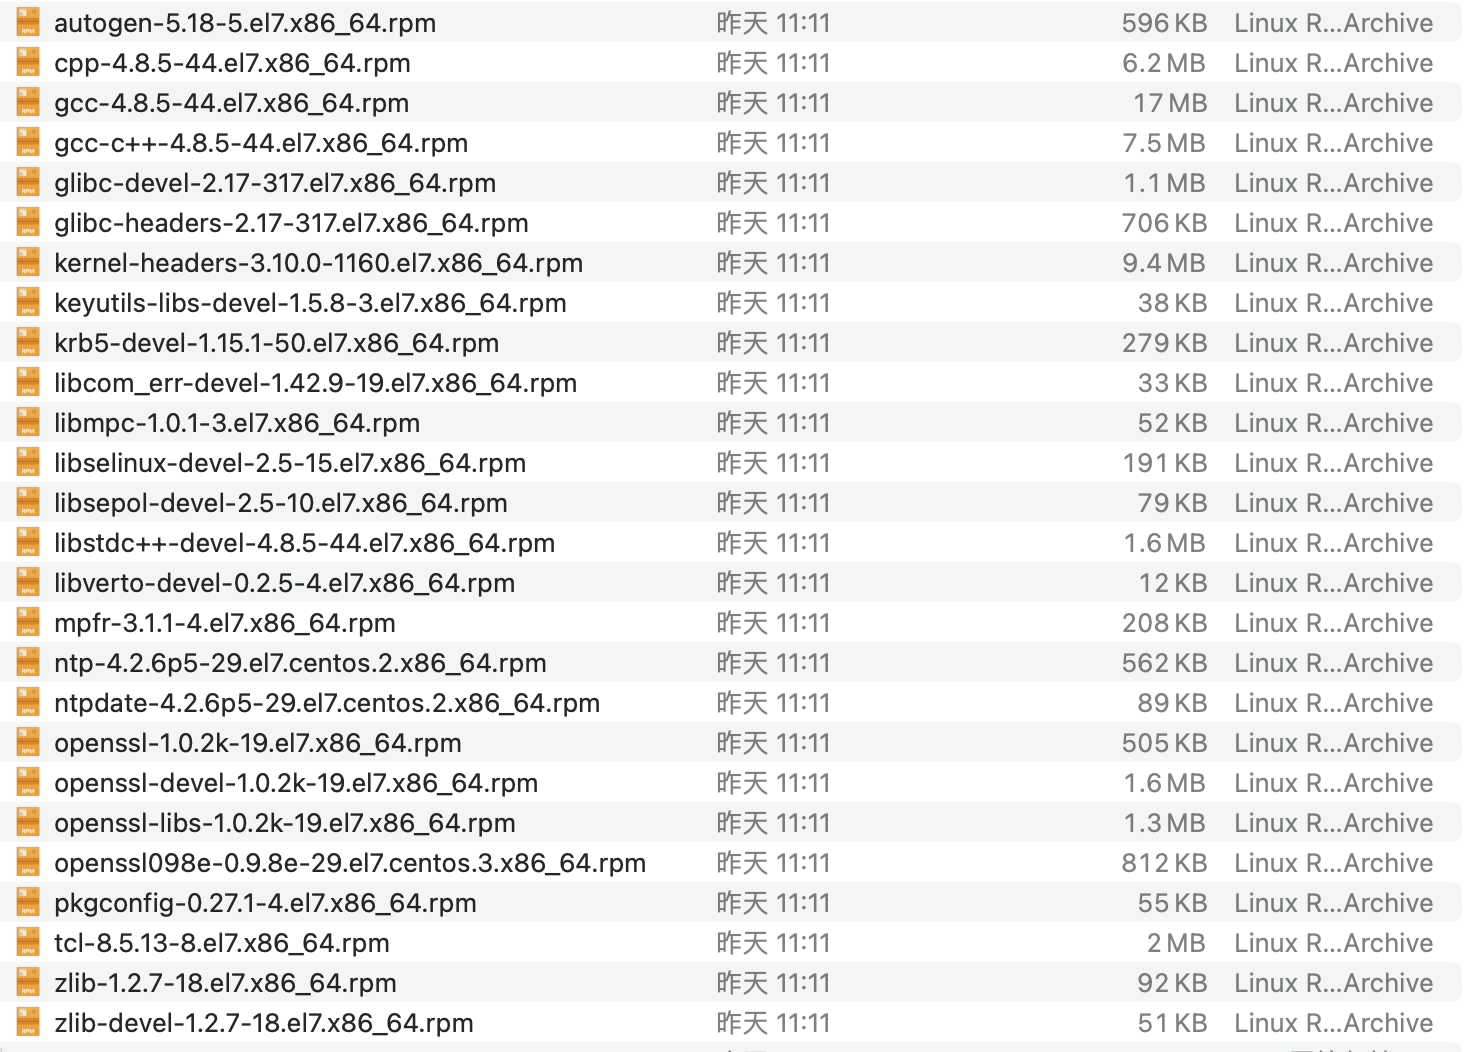 autogen-5.18-5.el7.x86_64.rpm 昨天 11:11 596 KB Linux R...Archive
cpp-4.8.5-44.el7.x86_64.rpm 昨天 11:11 6.2 MB Linux R...Archive
gcc-4.8.5-44.el7.x86_64.rpm 昨天 11:11 17 MB Linux R...Archive
gcc-c++-4.8.5-44.el7.x86_64.rpm 昨天 11:11 7.5 MB Linux R...Archive
glibc-devel-2.17-317.el7.x86_64.rpm 昨天 11:11 1.1 MB Linux R...Archive
glibc-headers-2.17-317.el7.x86_64.rpm 昨天 11:11 706 KB Linux R...Archive
kernel-headers-3.10.0-1160.el7.x86_64.rpm 昨天 11:11 9.4 MB Linux R...Archive
keyutils-libs-devel-1.5.8-3.el7.x86_64.rpm 昨天 11:11 38 KB Linux R...Archive
krb5-devel-1.15.1-50.el7.x86_64.rpm 昨天 11:11 279 KB Linux R...Archive
libcom_err-devel-1.42.9-19.el7.x86_64.rpm 昨天 11:11 33 KB Linux R...Archive
libmpc-1.0.1-3.el7.x86_64.rpm 昨天 11:11 52 KB Linux R...Archive
libselinux-devel-2.5-15.el7.x86_64.rpm 昨天 11:11 191 KB Linux R...Archive
libsepol-devel-2.5-10.el7.x86_64.rpm 昨天 11:11 79 KB Linux R...Archive
libstdc++-devel-4.8.5-44.el7.x86_64.rpm 昨天 11:11 1.6 MB Linux R...Archive
libverto-devel-0.2.5-4.el7.x86_64.rpm 昨天 11:11 12 KB Linux R...Archive
mpfr-3.1.1-4.el7.x86_64.rpm 昨天 11:11 208 KB Linux R...Archive
ntp-4.2.6p5-29.el7.centos.2.x86_64.rpm 昨天 11:11 562 KB Linux R...Archive
ntpdate-4.2.6p5-29.el7.centos.2.x86_64.rpm 昨天 11:11 89 KB Linux R...Archive
openssl-1.0.2k-19.el7.x86_64.rpm 昨天 11:11 505 KB Linux R...Archive
openssl-devel-1.0.2k-19.el7.x86_64.rpm 昨天 11:11 1.6 MB Linux R...Archive
openssl-libs-1.0.2k-19.el7.x86_64.rpm 昨天 11:11 1.3 MB Linux R...Archive
openssl098e-0.9.8e-29.el7.centos.3.x86_64.rpm 昨天 11:11 812 KB Linux R...Archive
pkgconfig-0.27.1-4.el7.x86_64.rpm 昨天 11:11 55 KB Linux R...Archive
tcl-8.5.13-8.el7.x86_64.rpm 昨天 11:11 2 MB Linux R...Archive
zlib-1.2.7-18.el7.x86_64.rpm 昨天 11:11 92 KB Linux R...Archive
zlib-devel-1.2.7-18.el7.x86_64.rpm 昨天 11:11 51 KB Linux R...Archive